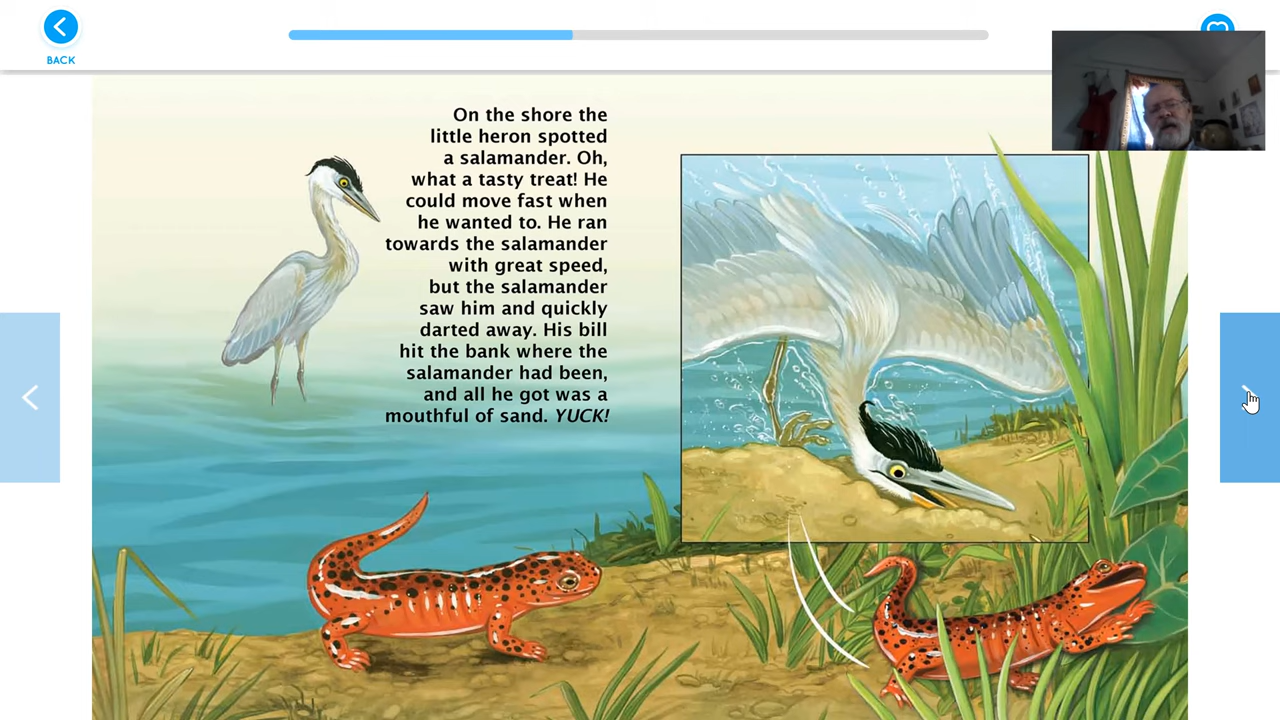 BACK
On the shore the
little heron spotted
a salamander. Oh,
what a tasty treat! He
could move fast when
he wanted to. He ran
towards the salamander
with great speed,
but the salamander
saw him and quickly
darted away. His bill
hit the bank where the
salamander had been,
and all he got was a
mouthful of sand. YUCK!